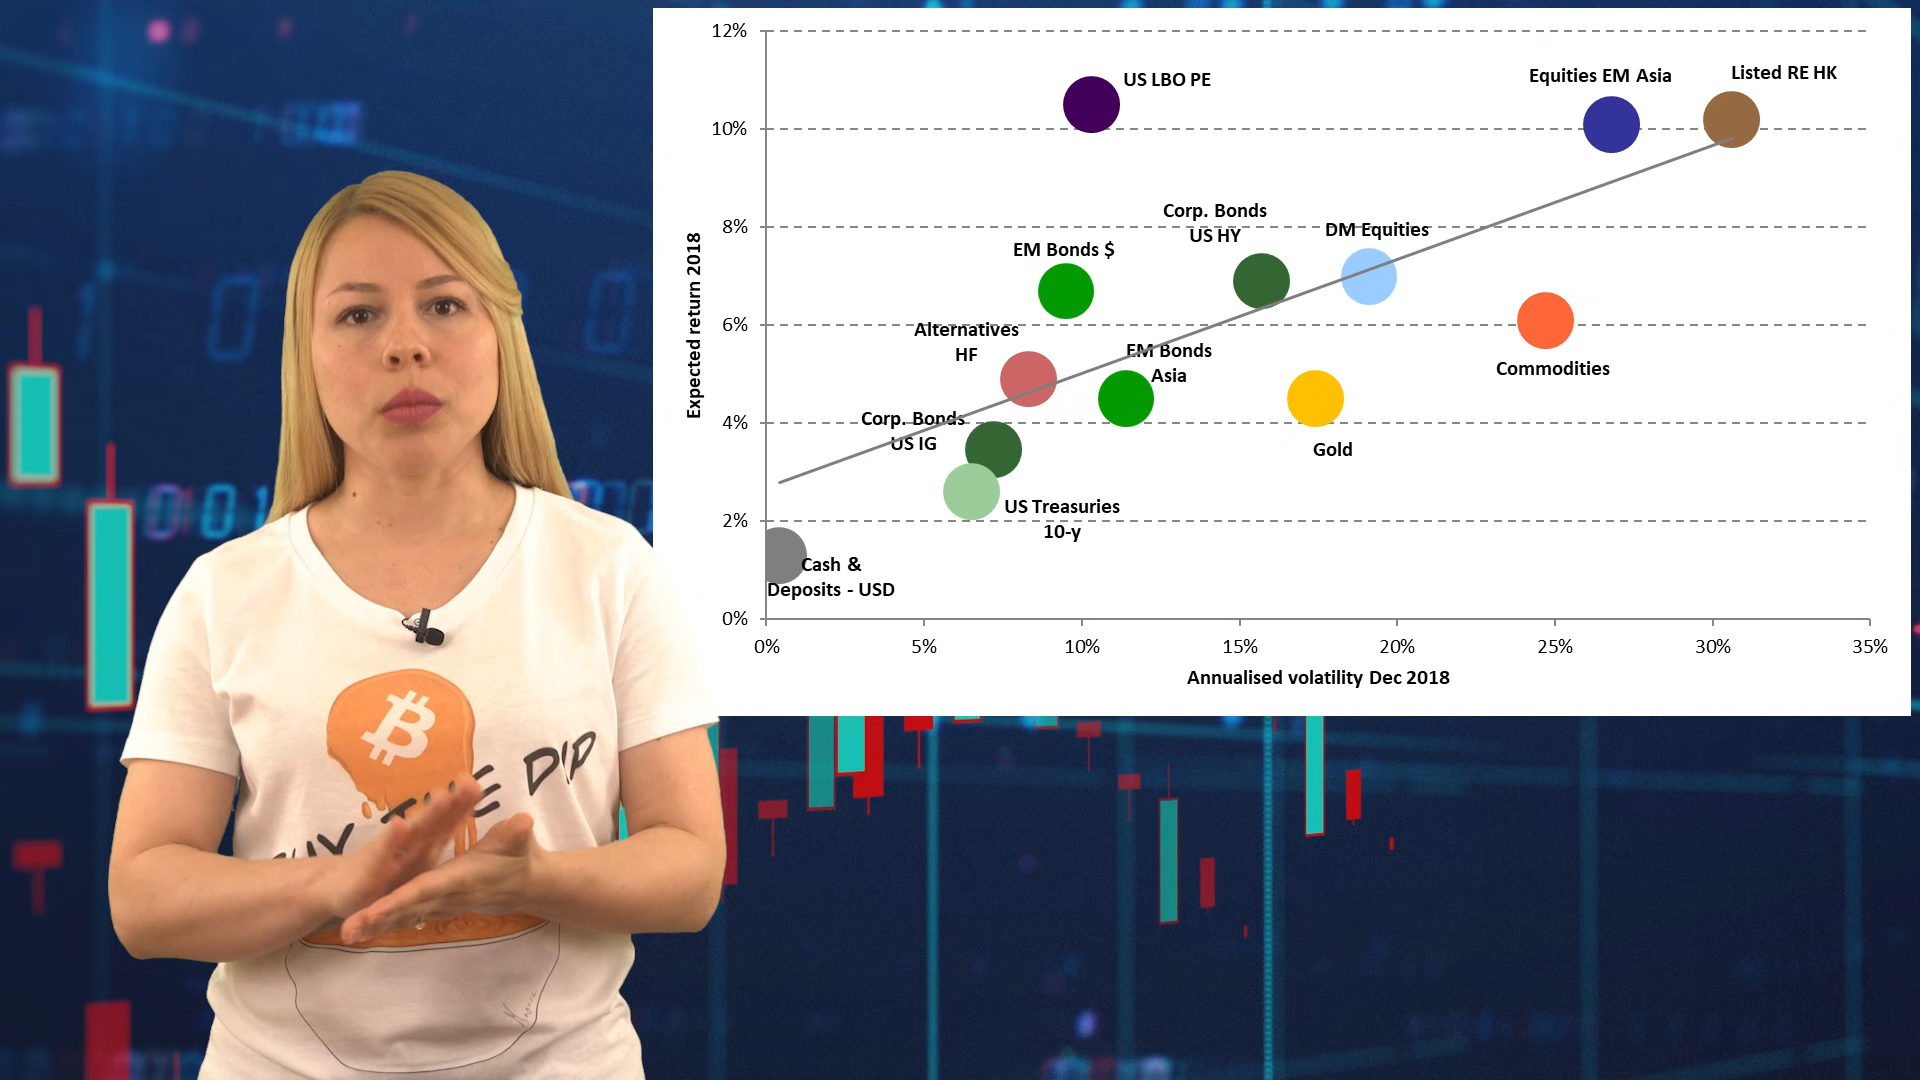 12%
10%
8%
6%
4%
2%
0%
Expected return 2018
US LBO PE
Equities EM Asia
Listed RE HK
Corp. Bonds
US HY
DM Equities
EM Bonds $
Alternatives
HF
EM Bonds
Asia
Commodities
Corp. Bonds
US IG
Gold
US Treasuries
10-y
Cash &
Deposits - USD
0%
5%
10%
15%
20%
25%
30%
35%
Annualised volatility Dec 2018
THE DIP